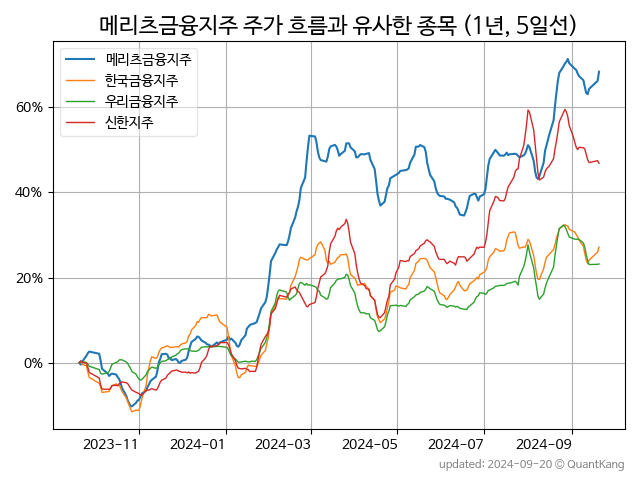 메리츠금융지주 주가 흐름과 유사한 종목 (1년, 5일선)
메리츠금융지주
한국금융지주
우리금융지주
신한지주
60%
40%
20%
0%
2023-11 2024-01 2024-03 2024-05 2024-07 2024-09
updated: 2024-09-20 © QuantKang